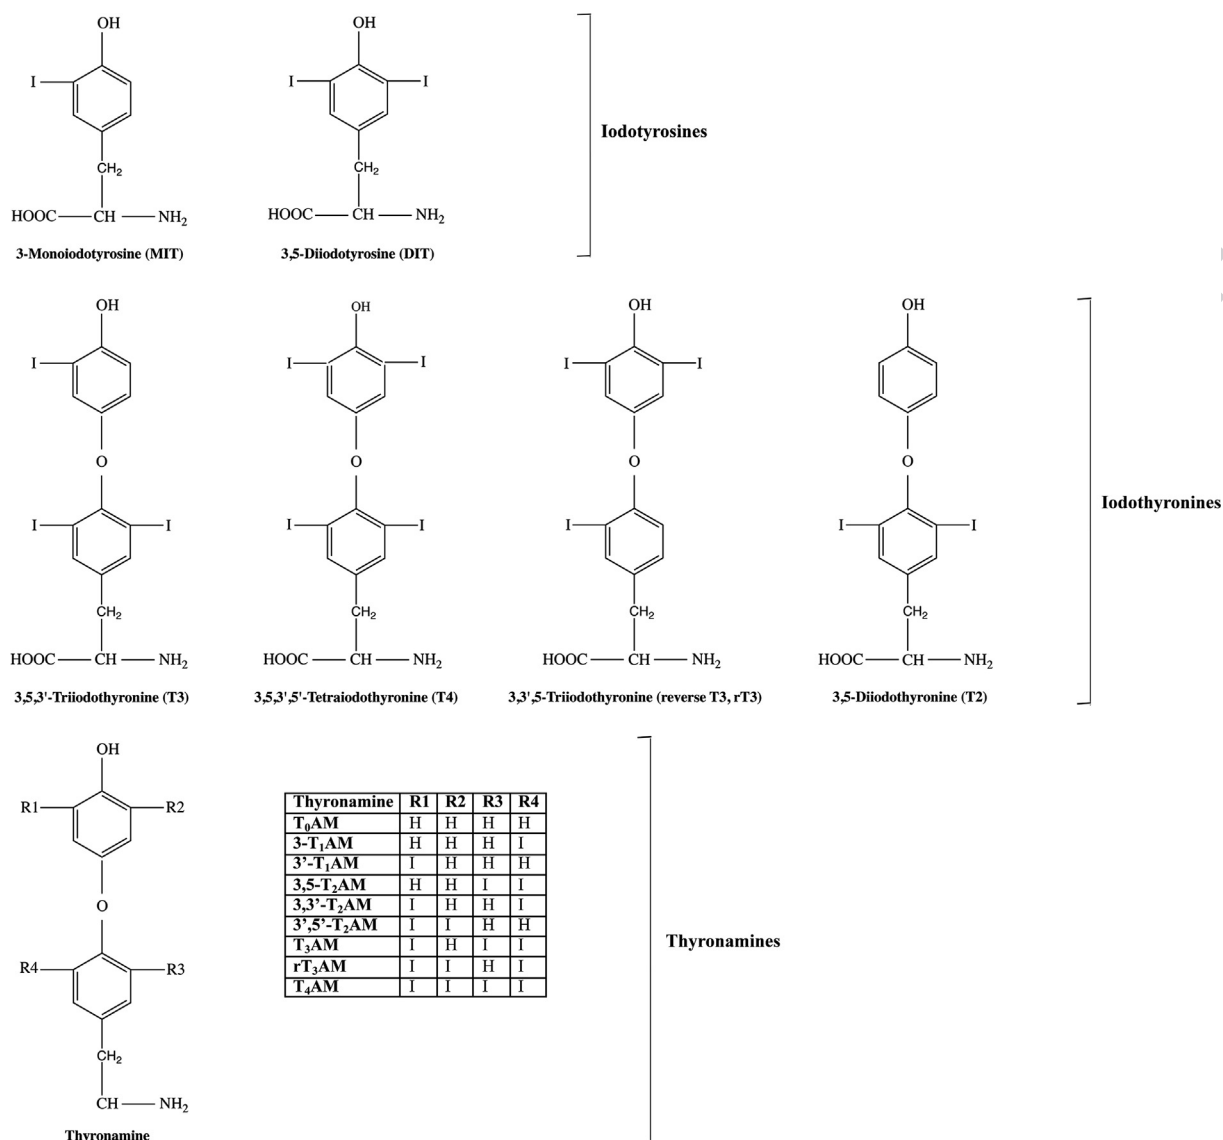 OH OH
I I I
CH₂ CH₂
HOOC CH NH₂ HOOC CH NH₂
3-Monoiodotyrosine (MIT) 3,5-Diiodotyrosine (DIT)
Iodotyrosines
OH OH OH OH
I I I I I
O O O O
I I I I I I I
CH₂ CH₂ CH₂ CH₂
HOOC CH NH₂ HOOC CH NH₂ HOOC CH NH₂ HOOC CH NH₂
3,5,3'-Triiodothyronine (T3) 3,5,3',5'-Tetraiodothyronine (T4) 3,3',5-Triiodothyronine (reverse T3, rT3) 3,5-Diiodothyronine (T2)
Iodothyronines
OH
R1 R2
O
R4 R3
CH₂
CH NH₂
Thyronamine
Thyronamine R1 R2 R3 R4
T₀AM H H H H
3-T₁AM H H H I
3’-T₁AM I H H H
3,5-T₂AM H H I I
3,3’-T₂AM I H H I
3’,5’-T₂AM I I H H
T₃AM I H I I
rT₃AM I I H I
T₄AM I I I I
Thyronamines